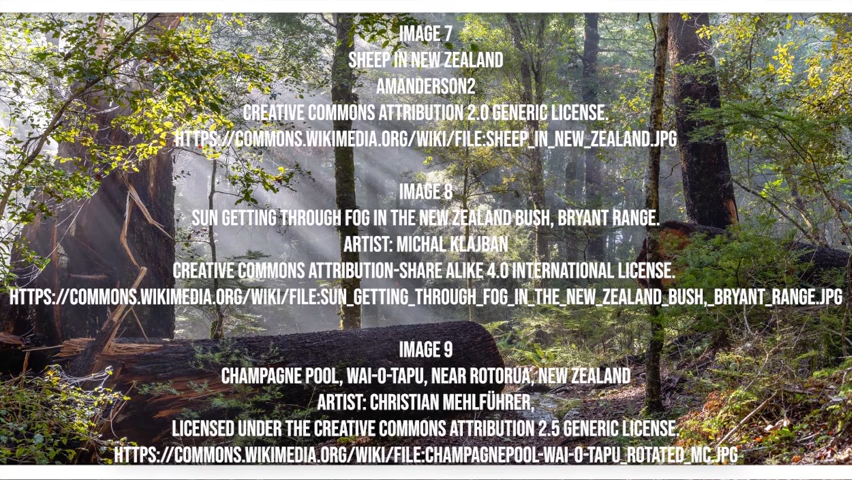 IMAGE 7
SHEEP IN NEW ZEALAND
AMANDERSON2
CREATIVE COMMONS ATTRIBUTION 2.0 GENERIC LICENSE.
HTTPS://COMMONS.WIKIMEDIA.ORG/WIKI/FILE:SHEEP_IN_NEW_ZEALAND.JPG
IMAGE 8
SUN GETTING THROUGH FOG IN THE NEW ZEALAND BUSH, BRYANT RANGE.
ARTIST: MICHAL KLAJBAN
CREATIVE COMMONS ATTRIBUTION-SHARE ALIKE 4.0 INTERNATIONAL LICENSE.
HTTPS://COMMONS.WIKIMEDIA.ORG/WIKI/FILE:SUN_GETTING_THROUGH_FOG_IN_THE_NEW_ZEALAND_BUSH,_BRYANT_RANGE.JPG
IMAGE 9
CHAMPAGNE POOL, WAI-O-TAPU, NEAR ROTORUA, NEW ZEALAND
ARTIST: CHRISTIAN MEHLFÜHRER,
LICENSED UNDER THE CREATIVE COMMONS ATTRIBUTION 2.5 GENERIC LICENSE.
HTTPS://COMMONS.WIKIMEDIA.ORG/WIKI/FILE:CHAMPAGNEPOOL-WAI-O-TAPU_ROTATED_MC.JPG